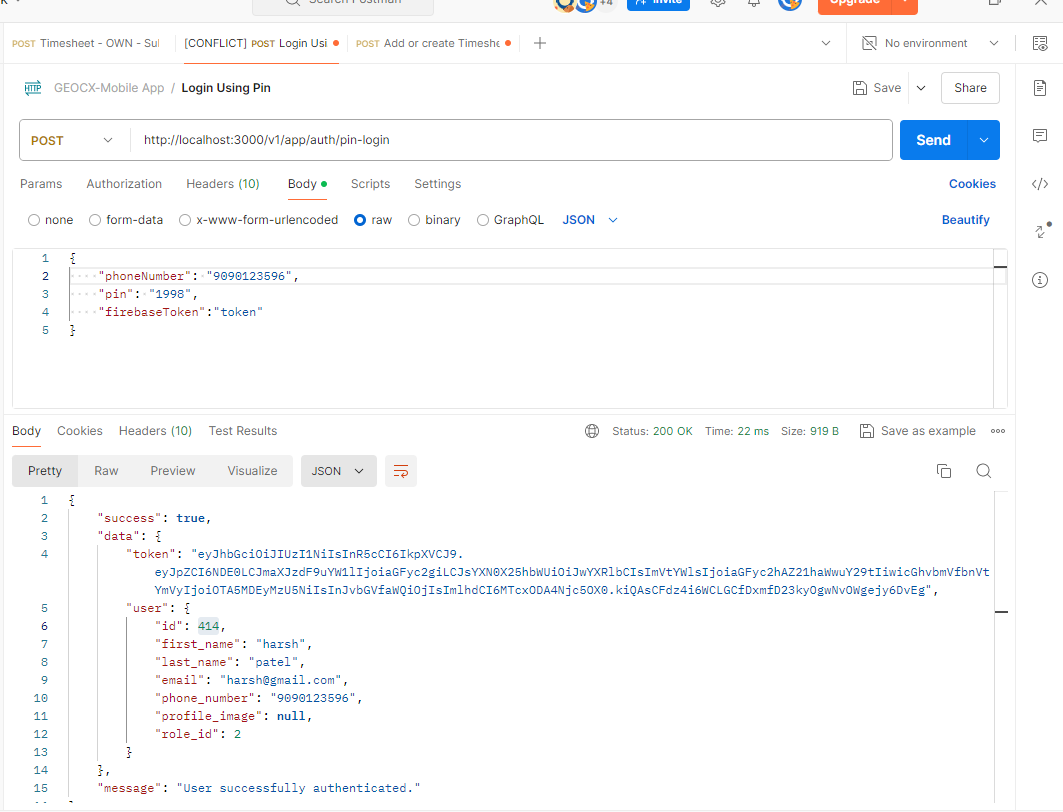 Search Postman
+4
Invite
Upgrade
POST Timesheet - OWN - Sul
[CONFLICT] POST Login Usi
POST Add or create Timeshe
No environment
HTTP GEOCX-Mobile App / Login Using Pin
Save
Share
POST
http://localhost:3000/v1/app/auth/pin-login
Send
Params Authorization Headers (10) Body Scripts Settings
Cookies
none form-data x-www-form-urlencoded raw binary GraphQL JSON
Beautify
1 {
2 "phoneNumber": "9090123596",
3 "pin": "1998",
4 "firebaseToken":"token"
5 }
Body Cookies Headers (10) Test Results
Status: 200 OK Time: 22 ms Size: 919 B
Save as example
Pretty Raw Preview Visualize JSON
1 {
2 "success": true,
3 "data": {
4 "token": "eyJhbGciOiJIUzI1NiIsInR5cCI6IkpXVCJ9.
eyJpZCI6NDE0LCJmaXJzdF9uYW1lIjoiaGFyc2giLCJsYXN0X25hbWUiOiJwYXRlbCIsImVtYWlsIjoiaGFyc2hAZ21haWwuY29tIiwicGhvbmVfbnVt
YmVyIjoiOTA5MDEyMzU5NiIsInJvbGVfaWQiOjIsImlhdCI6MTcxODA4Njc5OX0.kiQAsCFdz4i6WCLGCfDxmfD23kyOgwNvOWgejy6DvEg",
5 "user": {
6 "id": 414,
7 "first_name": "harsh",
8 "last_name": "patel",
9 "email": "harsh@gmail.com",
10 "phone_number": "9090123596",
11 "profile_image": null,
12 "role_id": 2
13 }
14 },
15 "message": "User successfully authenticated."